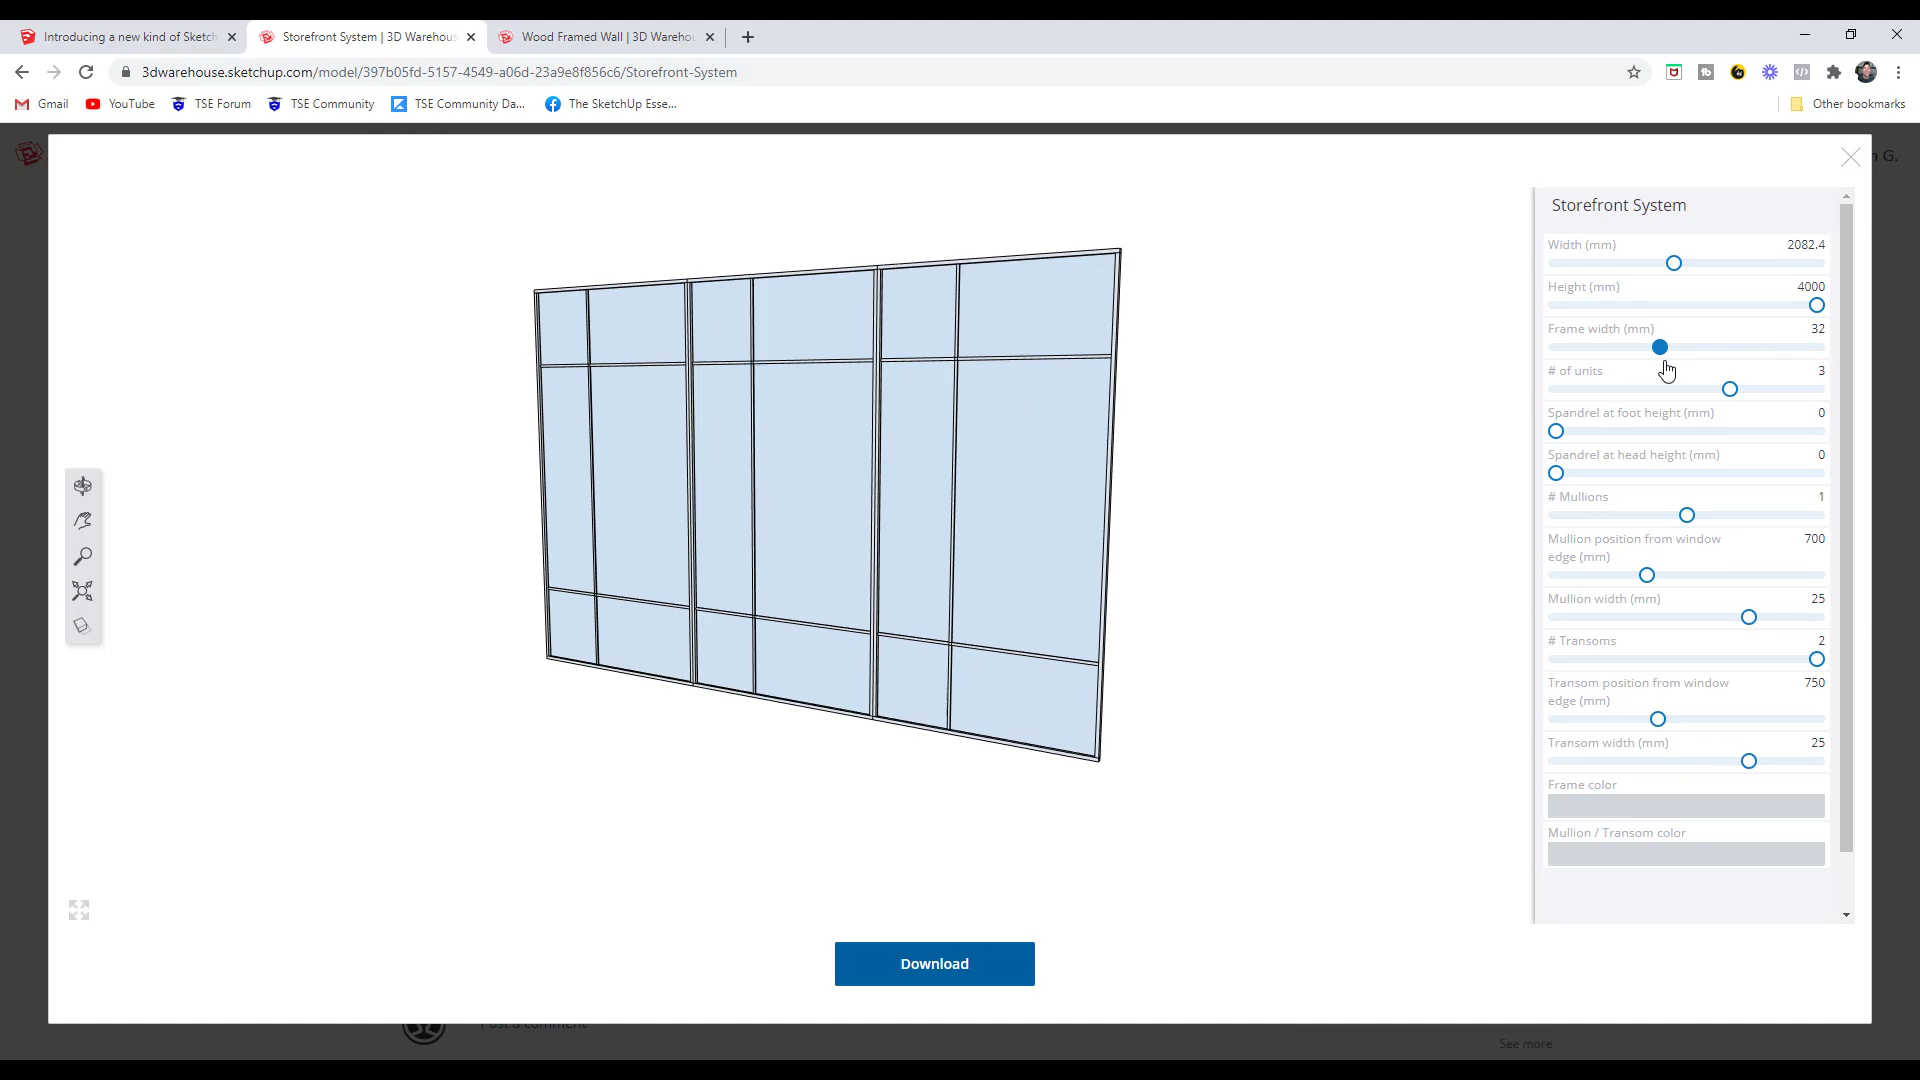 Introducing a new kind of Sketch
Storefront System | 3D Warehous
Wood Framed Wall | 3D Wareho
3dwarehouse.sketchup.com/model/397b05fd-5157-4549-a06d-23a9e8f856c6/Storefront-System
Gmail
YouTube
TSE Forum
TSE Community
TSE Community Da...
The SketchUp Esse...
Other bookmarks
G.
Storefront System
Width (mm) 2082.4
Height (mm) 4000
Frame width (mm) 32
# of units 3
Spandrel at foot height (mm) 0
Spandrel at head height (mm) 0
# Mullions 1
Mullion position from window 700
edge (mm)
Mullion width (mm) 25
# Transoms 2
Transom position from window 750
edge (mm)
Transom width (mm) 25
Frame color
Mullion / Transom color
Download
Post a comment
See more